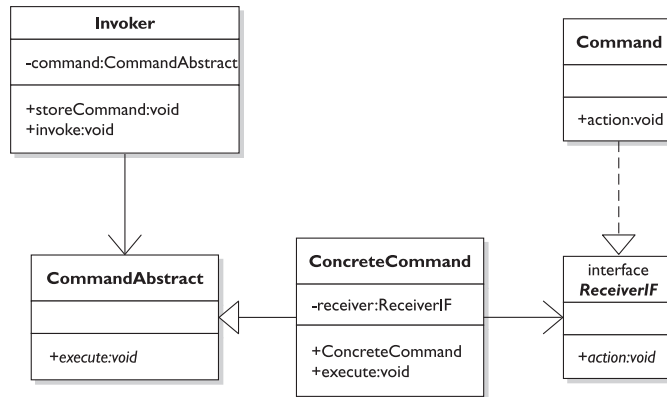 Invoker
-command:CommandAbstract
+storeCommand:void
+invoke:void
Command
+action:void
CommandAbstract
+execute:void
ConcreteCommand
-receiver:ReceiverIF
+ConcreteCommand
+execute:void
interface
ReceiverIF
+action:void